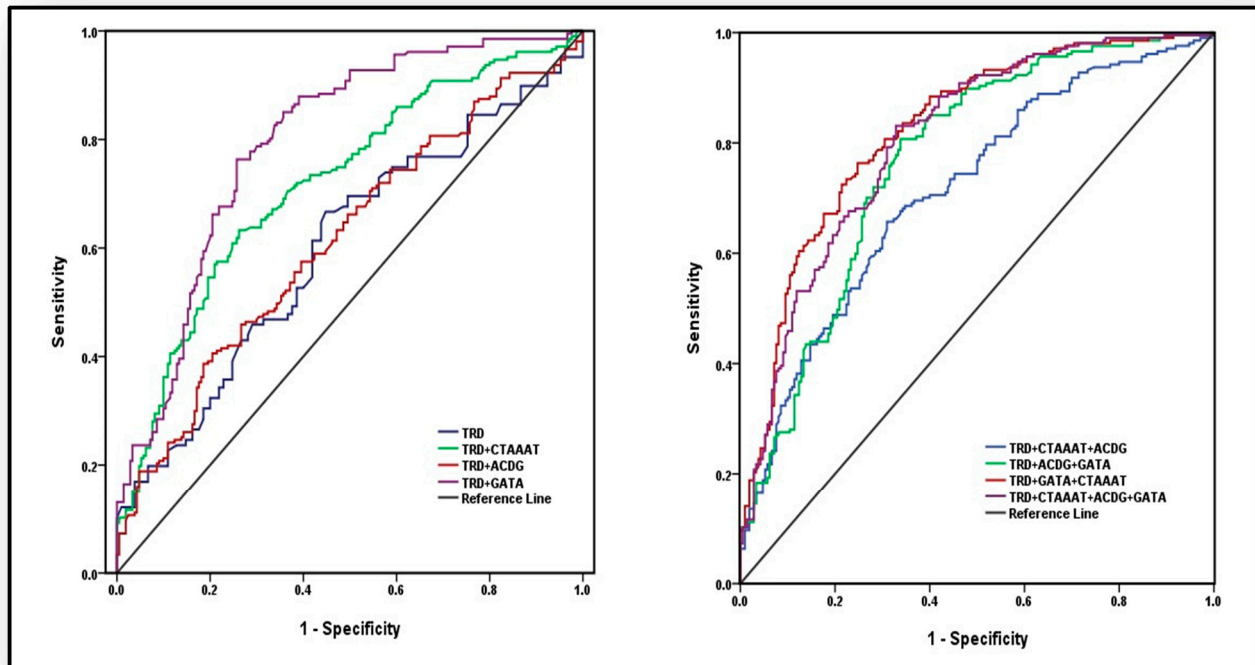 1.0
0.8
0.6
0.4
0.2
0.0
Sensitivity
0.0 0.2 0.4 0.6 0.8 1.0
1 - Specificity
TRD
TRD+CTAAAT
TRD+ACDG
TRD+GATA
Reference Line
1.0
0.8
0.6
0.4
0.2
0.0
Sensitivity
0.0 0.2 0.4 0.6 0.8 1.0
1 - Specificity
TRD+CTAAAT+ACDG
TRD+ACDG+GATA
TRD+GATA+CTAAAT
TRD+CTAAAT+ACDG+GATA
Reference Line